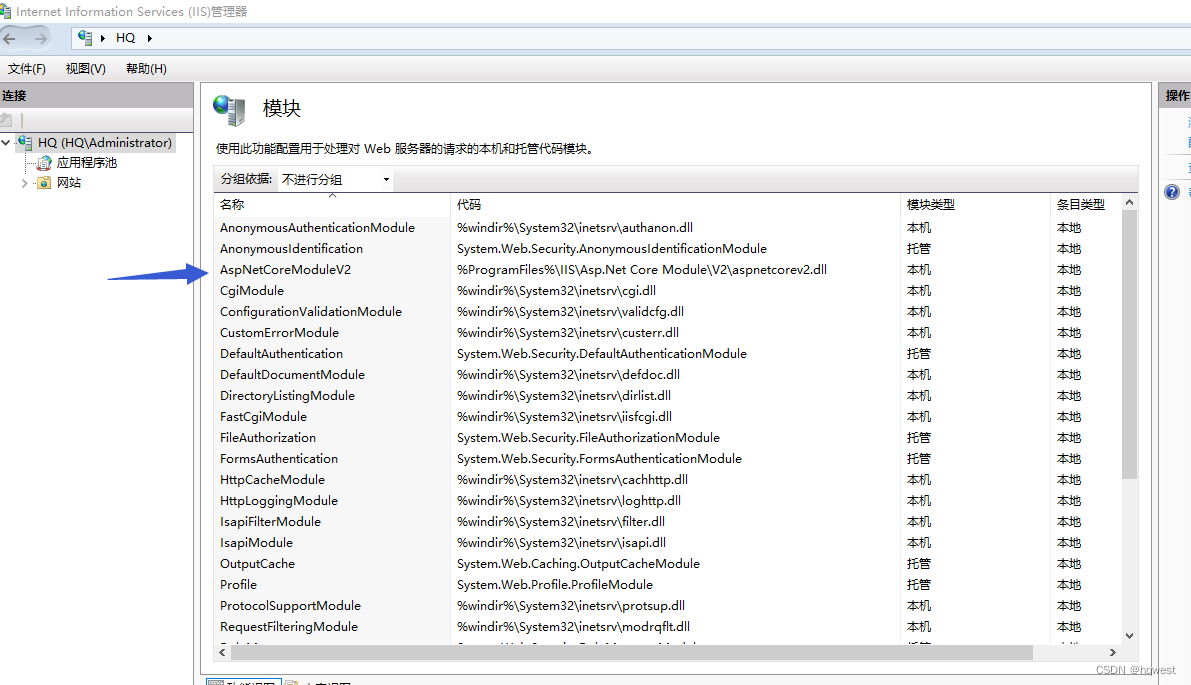 Internet Information Services (IIS)管理器
HQ
文件(F) 视图(V) 帮助(H)
连接
HQ (HQ\Administrator)
应用程序池
网站
模块
使用此功能配置用于处理对 Web 服务器的请求的本机和托管代码模块。
分组依据: 不进行分组
名称 代码 模块类型 条目类型
AnonymousAuthenticationModule %windir%\System32\inetsrv\authanon.dll 本机 本地
AnonymousIdentification System.Web.Security.AnonymousIdentificationModule 托管 本地
AspNetCoreModuleV2 %ProgramFiles%\IIS\Asp.Net Core Module\V2\aspnetcorev2.dll 本机 本地
CgiModule %windir%\System32\inetsrv\cgi.dll 本机 本地
ConfigurationValidationModule %windir%\System32\inetsrv\validcfg.dll 本机 本地
CustomErrorModule %windir%\System32\inetsrv\custerr.dll 本机 本地
DefaultAuthentication System.Web.Security.DefaultAuthenticationModule 托管 本地
DefaultDocumentModule %windir%\System32\inetsrv\defdoc.dll 本机 本地
DirectoryListingModule %windir%\System32\inetsrv\dirlist.dll 本机 本地
FastCgiModule %windir%\System32\inetsrv\iisfcgi.dll 本机 本地
FileAuthorization System.Web.Security.FileAuthorizationModule 托管 本地
FormsAuthentication System.Web.Security.FormsAuthenticationModule 托管 本地
HttpCacheModule %windir%\System32\inetsrv\cachhttp.dll 本机 本地
HttpLoggingModule %windir%\System32\inetsrv\loghttp.dll 本机 本地
IsapiFilterModule %windir%\System32\inetsrv\filter.dll 本机 本地
IsapiModule %windir%\System32\inetsrv\isapi.dll 本机 本地
OutputCache System.Web.Caching.OutputCacheModule 托管 本地
Profile System.Web.Profile.ProfileModule 托管 本地
ProtocolSupportModule %windir%\System32\inetsrv\protsup.dll 本机 本地
RequestFilteringModule %windir%\System32\inetsrv\modrqflt.dll 本机 本地
操作
CSDN @hqwest